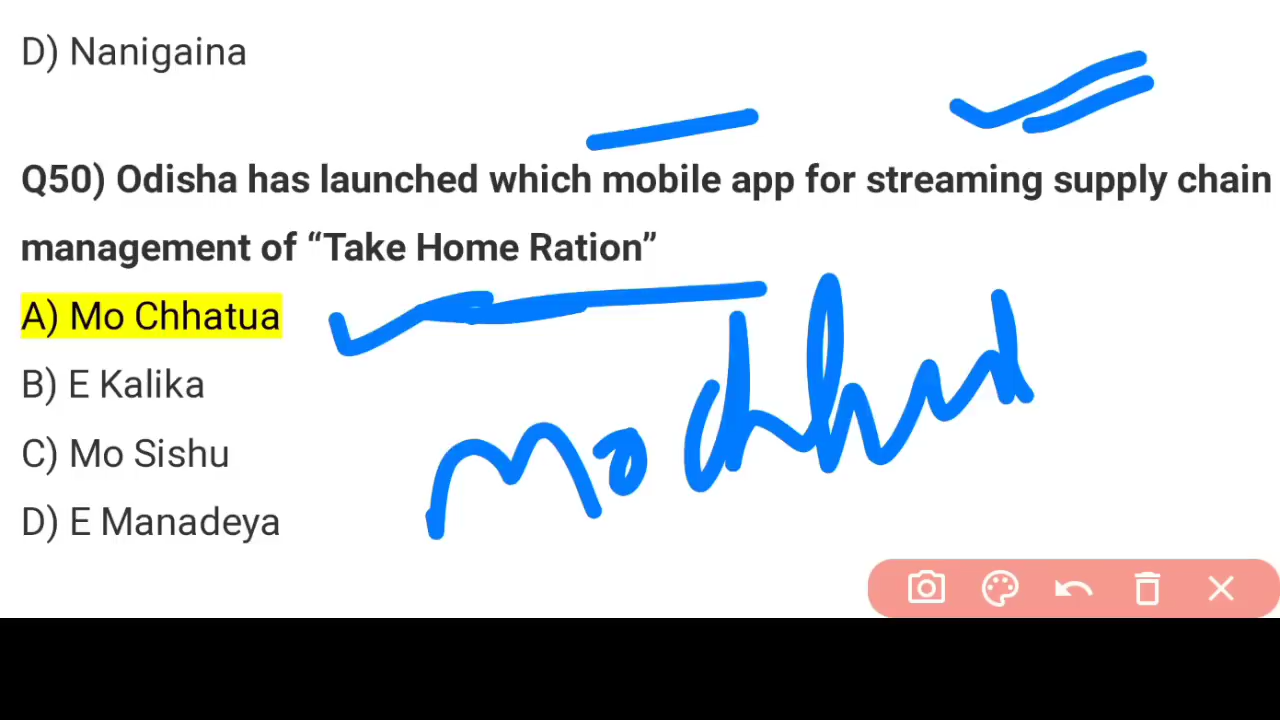 D) Nanigaina
Q50) Odisha has launched which mobile app for streaming supply chain
management of “Take Home Ration”
A) Mo Chhatua
B) E Kalika
C) Mo Sishu
D) E Manadeya
mo